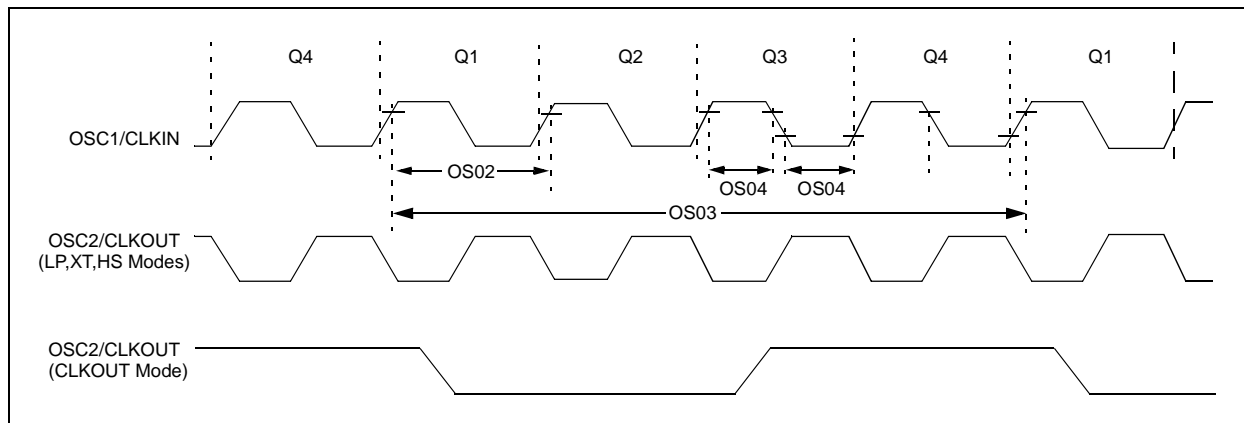 Q4 Q1 Q2 Q3 Q4 Q1
OSC1/CLKIN
OS02 OS04 OS04
OS03
OSC2/CLKOUT
(LP,XT,HS Modes)
OSC2/CLKOUT
(CLKOUT Mode)